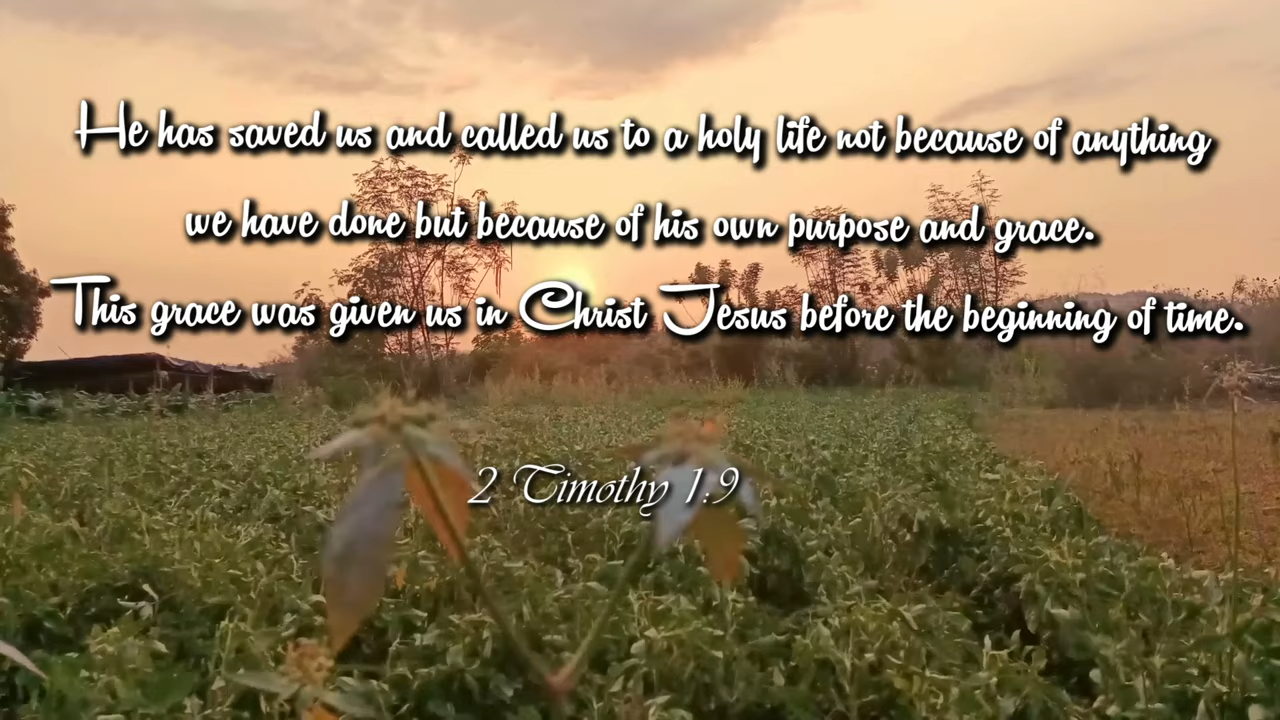 He has saved us and called us to a holy life not because of anything
we have done but because of his own purpose and grace.
This grace was given us in Christ Jesus before the beginning of time.
2 Timothy 1:9